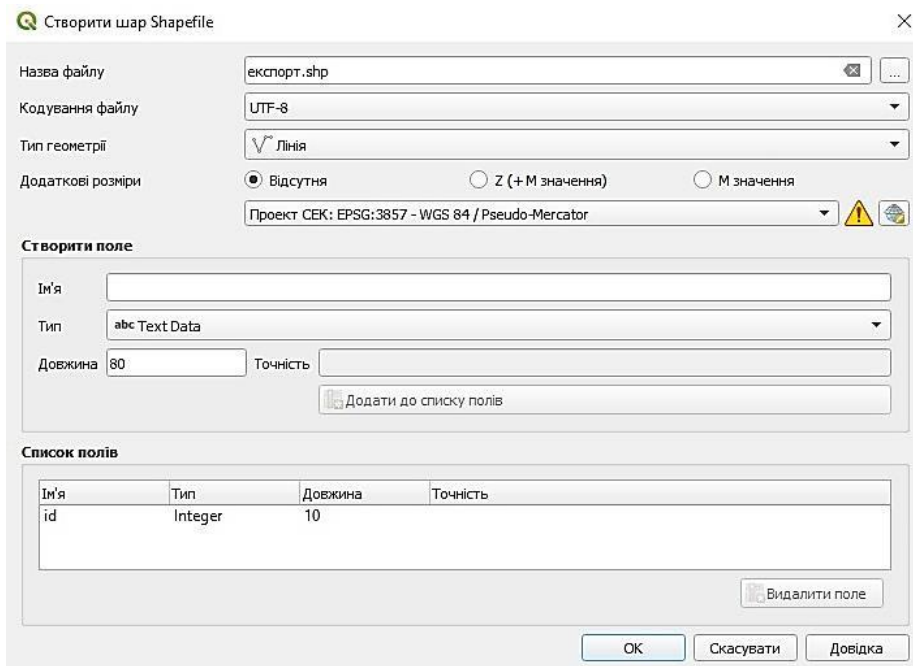 Створити шар Shapefile
Назва файлу експорт.shp ...
Кодування файлу UTF-8
Тип геометрії Лінія
Додаткові розміри Відсутня Z (+M значення) M значення
Проект СЕК: EPSG:3857 - WGS 84 / Pseudo-Mercator
Створити поле
Ім'я
Тип abc Text Data
Довжина 80 Точність
Додати до списку полів
Список полів
Ім'я Тип Довжина Точність
id Integer 10
Видалити поле
OK Скасувати Довідка